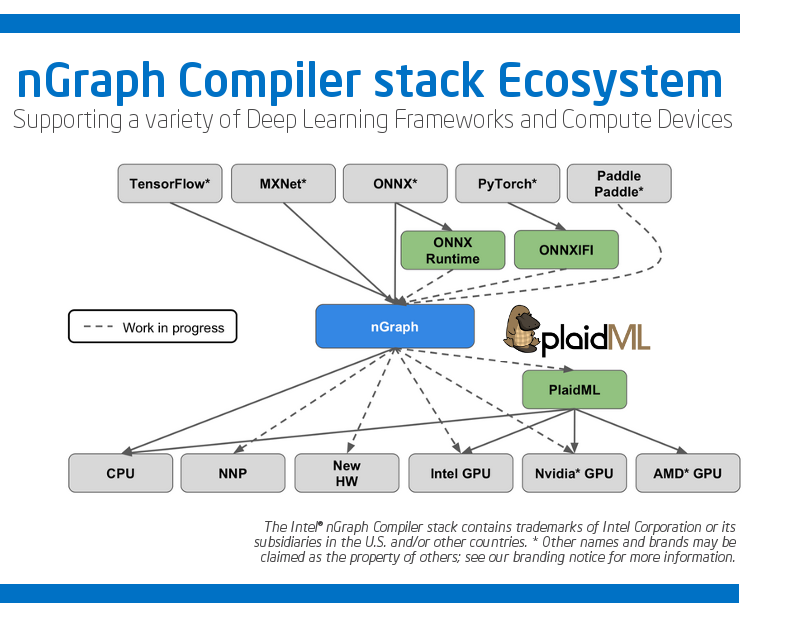 nGraph Compiler stack Ecosystem
Supporting a variety of Deep Learning Frameworks and Compute Devices
TensorFlow*
MXNet*
ONNX*
PyTorch*
Paddle
Paddle*
ONNX
Runtime
ONNXIFI
Work in progress
nGraph
plaidML
PlaidML
CPU
NNP
New
HW
Intel GPU
Nvidia* GPU
AMD* GPU
The Intel® nGraph Compiler stack contains trademarks of Intel Corporation or its
subsidiaries in the U.S. and/or other countries. * Other names and brands may be
claimed as the property of others; see our branding notice for more information.